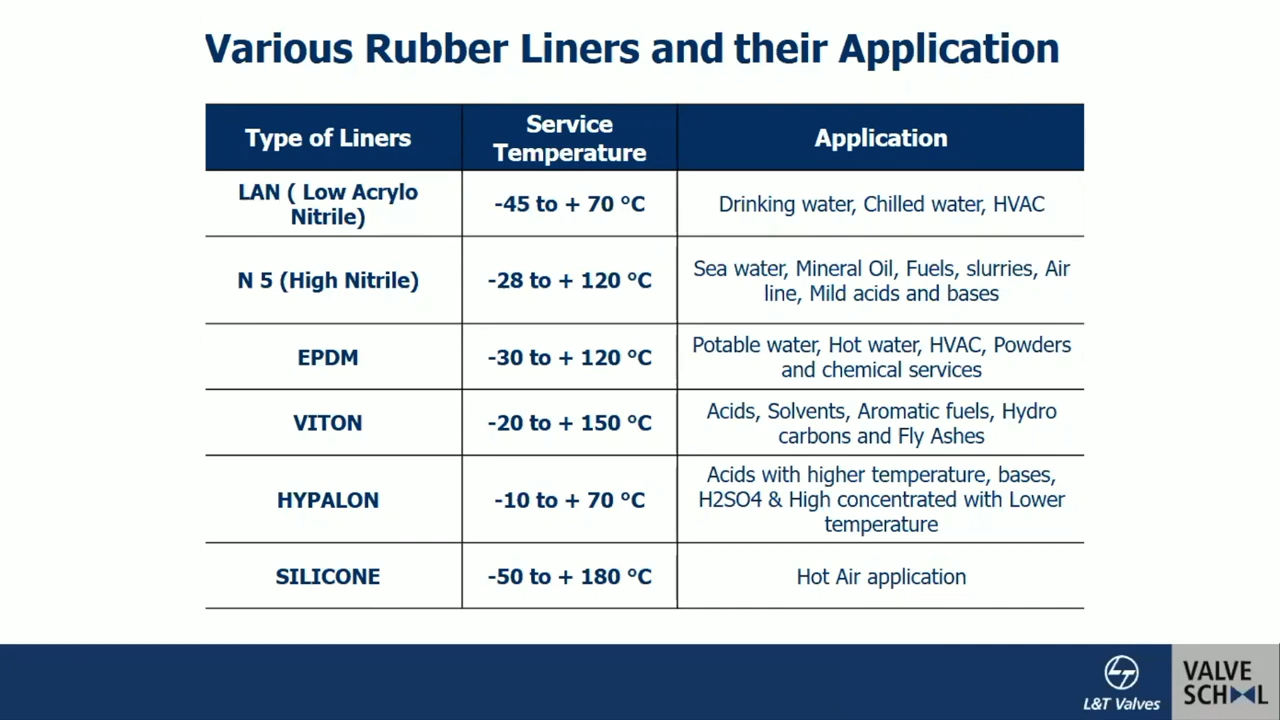 Various Rubber Liners and their Application
Type of Liners
Service
Temperature
Application
LAN ( Low Acrylo
Nitrile)
-45 to + 70 °C
Drinking water, Chilled water, HVAC
N 5 (High Nitrile)
-28 to + 120 °C
Sea water, Mineral Oil, Fuels, slurries, Air
line, Mild acids and bases
EPDM
-30 to + 120 °C
Potable water, Hot water, HVAC, Powders
and chemical services
VITON
-20 to + 150 °C
Acids, Solvents, Aromatic fuels, Hydro
carbons and Fly Ashes
HYPALON
-10 to + 70 °C
Acids with higher temperature, bases,
H2SO4 & High concentrated with Lower
temperature
SILICONE
-50 to + 180 °C
Hot Air application
L&T Valves
VALVE
SCHOOL